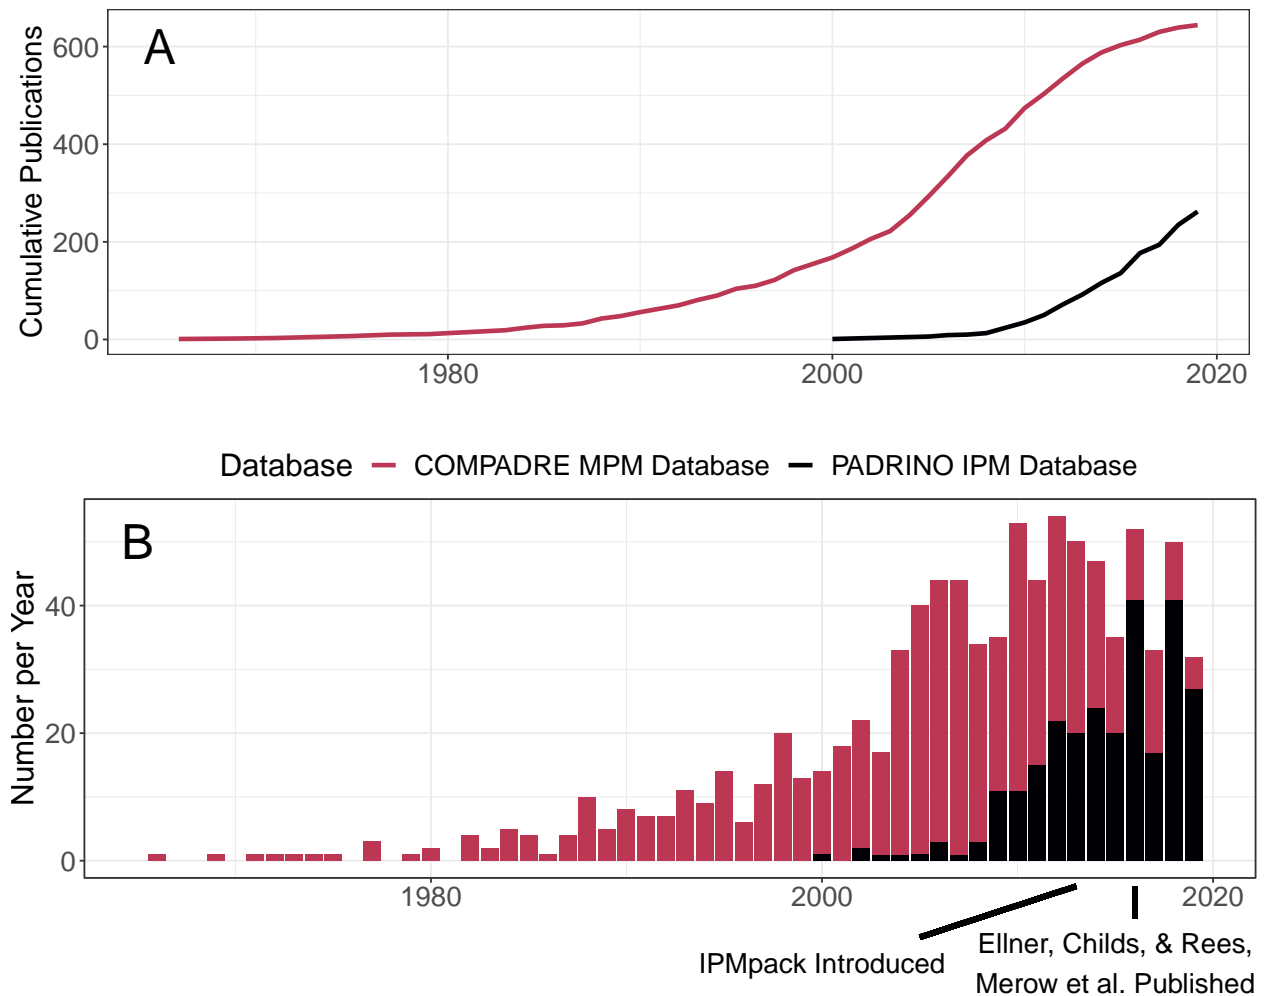 A
Cumulative Publications
600
400
200
0
1980
2000
2020
Database
COMPADRE MPM Database
PADRINO IPM Database
B
Number per Year
40
20
0
1980
2000
2020
IPMpack Introduced
Ellner, Childs, & Rees,
Merow et al. Published